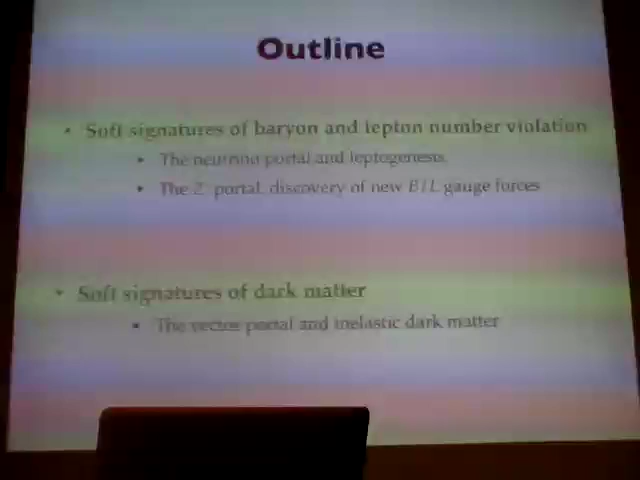 Outline
• Soft signatures of baryon and lepton number violation
• The neutrino portal and leptogenesis
• The Z' portal: discovery of new B/L gauge forces
• Soft signatures of dark matter
• The vector portal and inelastic dark matter